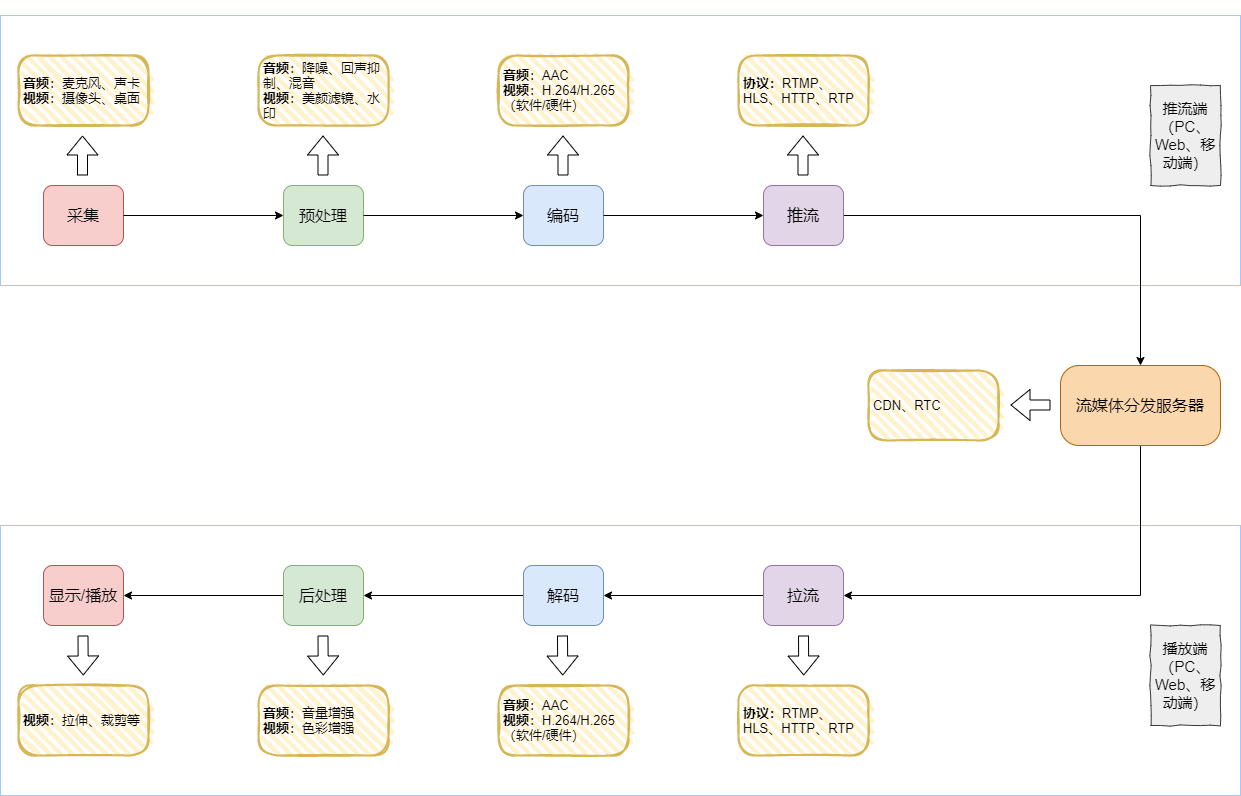 音频：麦克风、声卡
视频：摄像头、桌面
音频：降噪、回声抑
制、混音
视频：美颜滤镜、水
印
音频：AAC
视频：H.264/H.265
（软件/硬件）
协议：RTMP、
HLS、HTTP、RTP
推流端
（PC、
Web、移
动端）
采集
预处理
编码
推流
CDN、RTC
流媒体分发服务器
显示/播放
后处理
解码
拉流
播放端
（PC、
Web、移
动端）
视频：拉伸、裁剪等
音频：音量增强
视频：色彩增强
音频：AAC
视频：H.264/H.265
（软件/硬件）
协议：RTMP、
HLS、HTTP、RTP